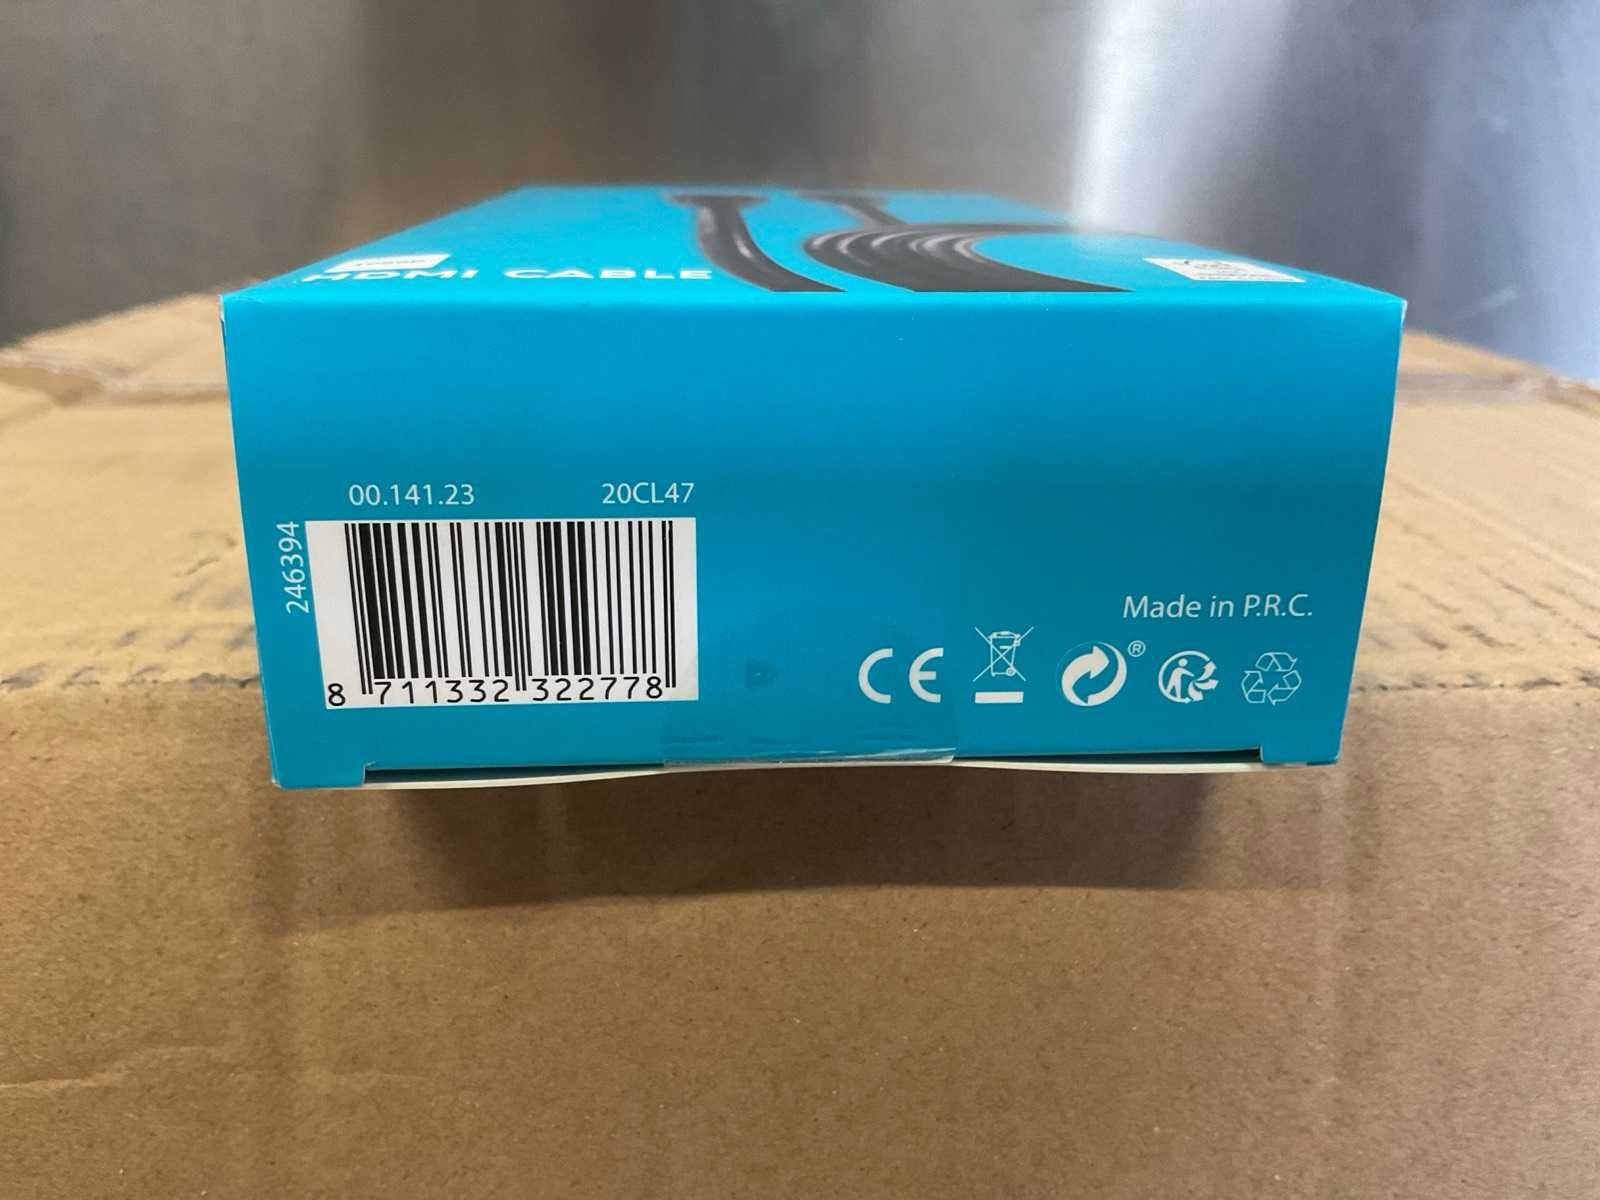 HDMI CABLE
00.141.23
20CL47
246394
8 711332 322778
Made in P.R.C.
CE
®